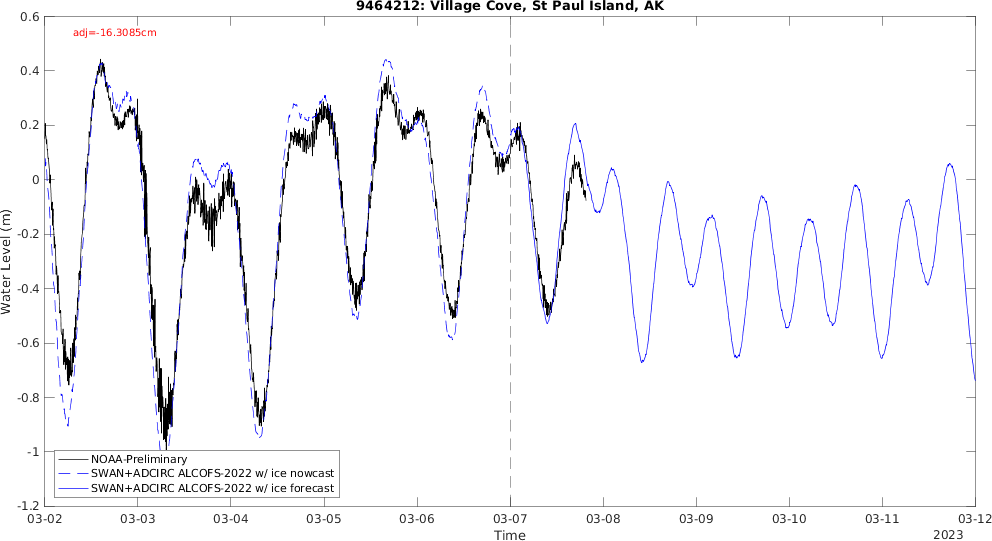 9464212: Village Cove, St Paul Island, AK
adj=-16.3085cm
0.6
0.4
0.2
0
-0.2
-0.4
-0.6
-0.8
-1
-1.2
Water Level (m)
NOAA-Preliminary
SWAN+ADCIRC ALCOFS-2022 w/ ice nowcast
SWAN+ADCIRC ALCOFS-2022 w/ ice forecast
03-02 03-03 03-04 03-05 03-06 03-07 03-08 03-09 03-10 03-11 03-12
Time
2023